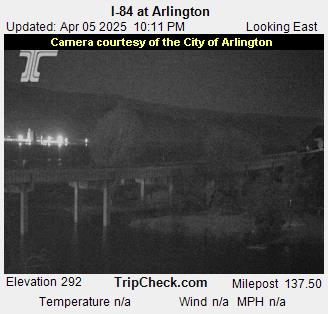 I-84 at Arlington
Updated: Apr 05 2025 10:11 PM Looking East
Camera courtesy of the City of Arlington
Elevation 292 TripCheck.com Milepost 137.50
Temperature n/a Wind n/a MPH n/a